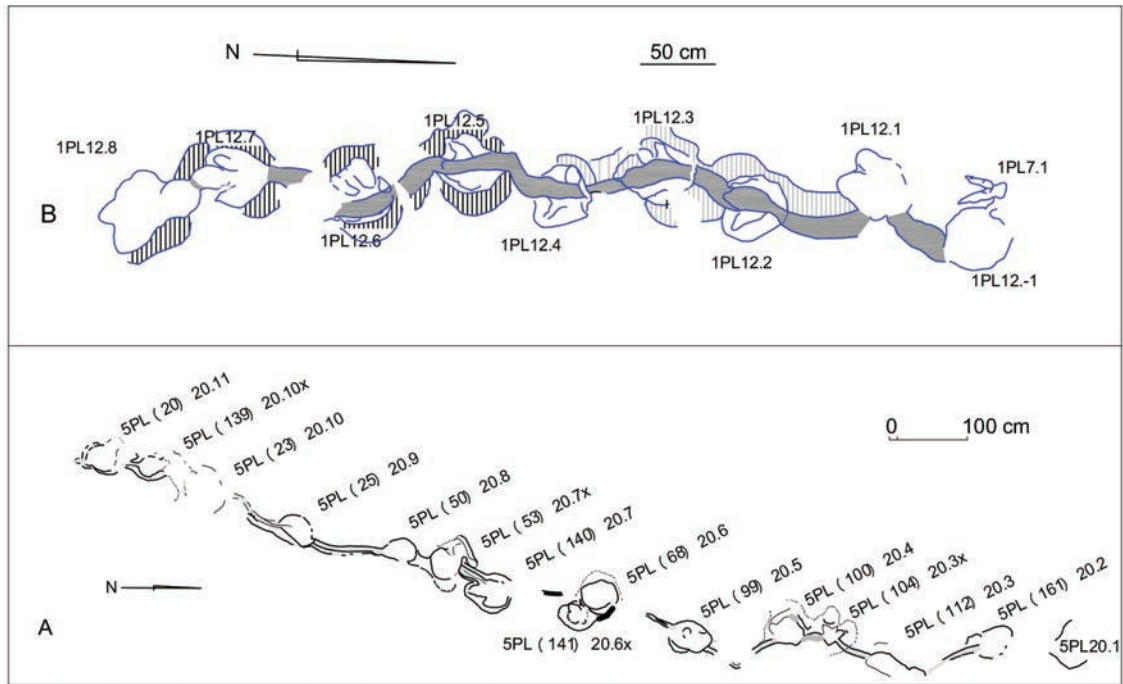 N
50 cm
1PL12.8
1PL12.7
1PL12.5
1PL12.3
1PL12.1
1PL7.1
B
1PL12.6
1PL12.4
1PL12.2
1PL12.-1
5PL ( 20) 20.11
5PL ( 139) 20.10x
5PL ( 23) 20.10
5PL ( 25) 20.9
5PL ( 50) 20.8
5PL ( 53) 20.7x
5PL ( 140) 20.7
5PL ( 68) 20.6
5PL ( 99) 20.5
5PL ( 100) 20.4
5PL ( 104) 20.3x
5PL ( 112) 20.3
5PL ( 161) 20.2
5PL20.1
0 100 cm
N
A
5PL (141) 20.6x